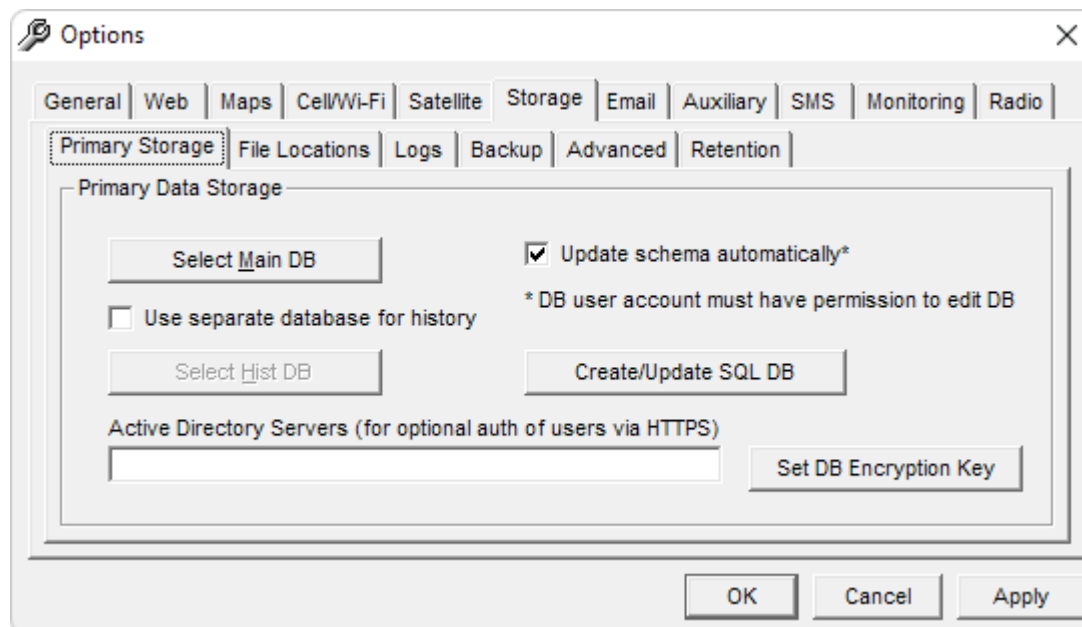 Options
General Web Maps Cell/Wi-Fi Satellite Storage Email Auxiliary SMS Monitoring Radio
Primary Storage File Locations Logs Backup Advanced Retention
Primary Data Storage
Select Main DB
Update schema automatically*
* DB user account must have permission to edit DB
Use separate database for history
Select Hist DB
Create/Update SQL DB
Active Directory Servers (for optional auth of users via HTTPS)
Set DB Encryption Key
OK Cancel Apply